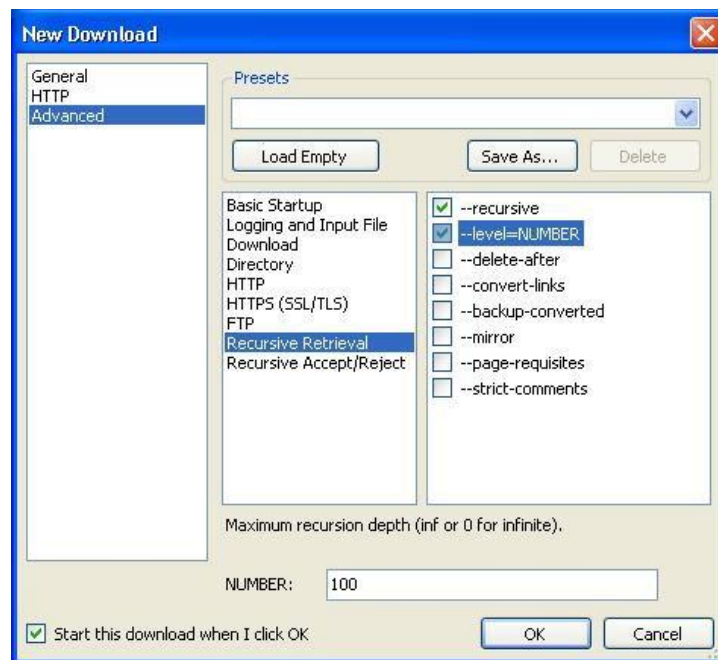 New Download
General
HTTP
Advanced
Presets
Load Empty
Save As...
Delete
Basic Startup
Logging and Input File
Download
Directory
HTTP
HTTPS (SSL/TLS)
FTP
Recursive Retrieval
Recursive Accept/Reject
--recursive
--level=NUMBER
--delete-after
--convert-links
--backup-converted
--mirror
--page-requisites
--strict-comments
Maximum recursion depth (inf or 0 for infinite).
NUMBER: 100
Start this download when I click OK
OK
Cancel